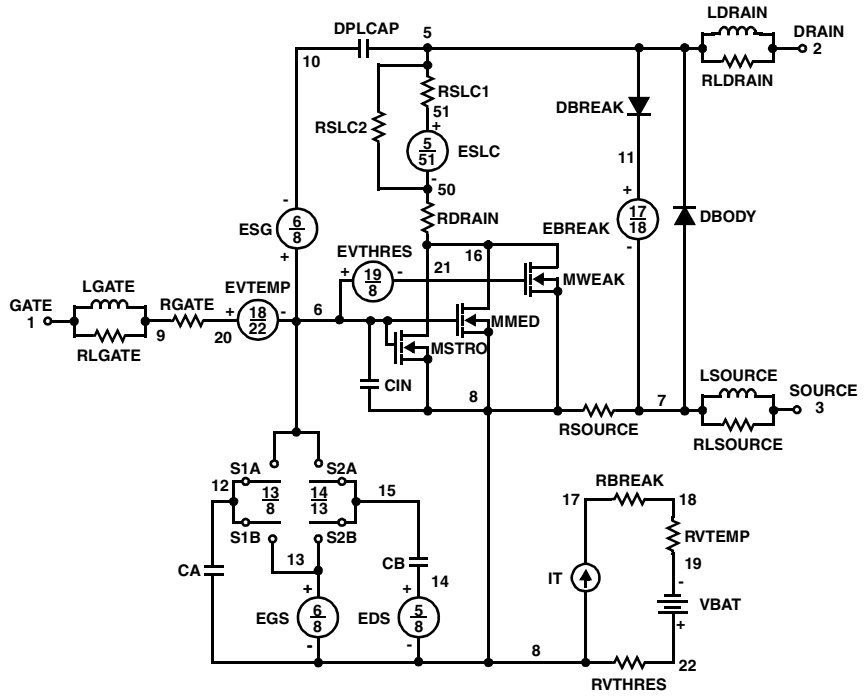 LDRAIN
DPLCAP 5 DRAIN
10 2
RSLC1 RLDRAIN
51 DBREAK
RSLC2 +
5
51 ESLC
11
-
50
- +
RDRAIN 17
18
6
8
ESG EBREAK DBODY
EVTHRES -
+ 16
+ 19
8 - 21 MWEAK
LGATE EVTEMP
GATE RGATE + 18
22 - 6 MMED
1
9 20 MSTRO
RLGATE
LSOURCE
CIN 8 7 SOURCE
3
RSOURCE
RLSOURCE
S1A S2A
12 13
8 14
13 15 RBREAK
17 18
S1B S2B
RVTEMP
13 CB
CA 19
14 IT -
+ +
VBAT
EGS 6
8 EDS 5
8
+
- - 8
22
RVTHRES